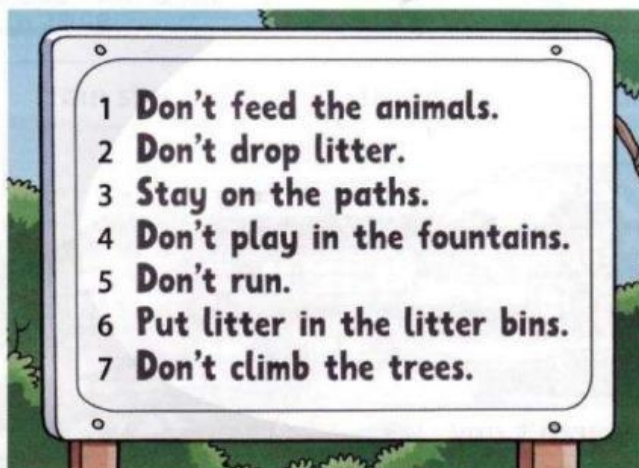 1 Don't feed the animals.
2 Don't drop litter.
3 Stay on the paths.
4 Don't play in the fountains.
5 Don't run.
6 Put litter in the litter bins.
7 Don't climb the trees.